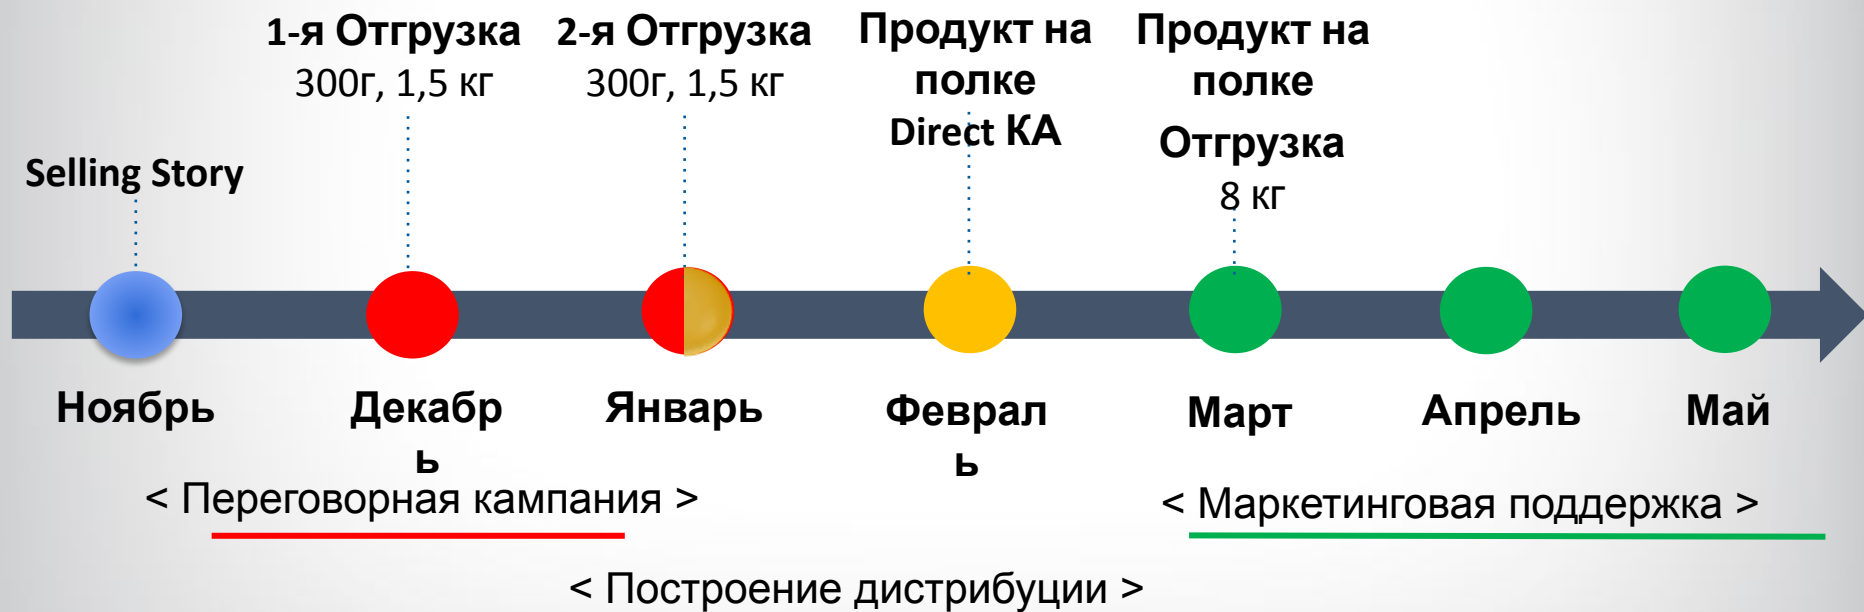 1-я Отгрузка
300г, 1,5 кг
2-я Отгрузка
300г, 1,5 кг
Продукт на
полке
Direct КА
Продукт на
полке
Отгрузка
8 кг
Selling Story
Ноябрь
Декабр
ь
Январь
Феврал
ь
Март
Апрель
Май
< Переговорная кампания >
< Маркетинговая поддержка >
< Построение дистрибуции >